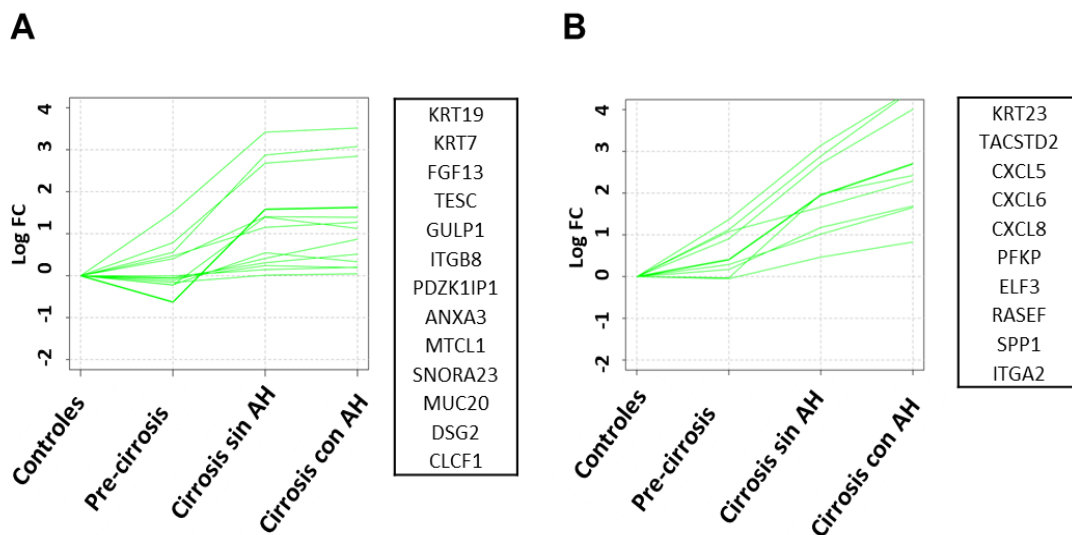 A
Log FC
4
3
2
1
0
-1
-2
Controles
Pre-cirrosis
Cirrosis sin AH
Cirrosis con AH
KRT19
KRT7
FGF13
TESC
GULP1
ITGB8
PDZK1IP1
ANXA3
MTCL1
SNORA23
MUC20
DSG2
CLCF1
B
Log FC
4
3
2
1
0
-1
-2
Controles
Pre-cirrosis
Cirrosis sin AH
Cirrosis con AH
KRT23
TACSTD2
CXCL5
CXCL6
CXCL8
PFKP
ELF3
RASEF
SPP1
ITGA2